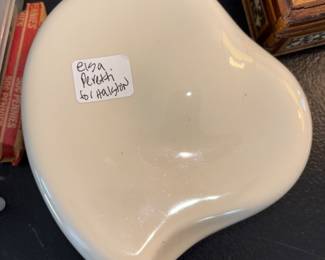 elsa
Peretti
for Halston